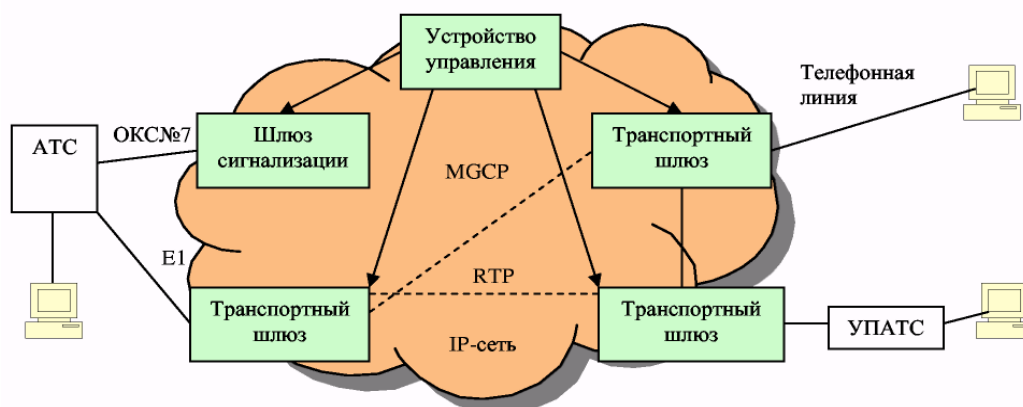 Устройство
управления
Телефонная
линия
АТС
ОКС№7
Шлюз
сигнализации
Транспортный
шлюз
MGCP
E1
RTP
Транспортный
шлюз
Транспортный
шлюз
IP-сеть
УПАТС